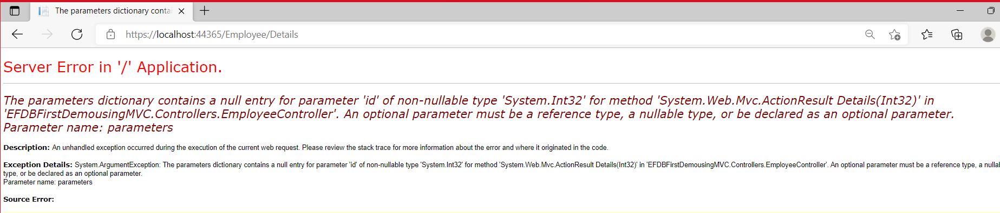 The parameters dictionary conta
https://localhost:44365/Employee/Details
Server Error in '/' Application.
The parameters dictionary contains a null entry for parameter 'id' of non-nullable type 'System.Int32' for method 'System.Web.Mvc.ActionResult Details(Int32)' in
'EFDBFirstDemousingMVC.Controllers.EmployeeController'. An optional parameter must be a reference type, a nullable type, or be declared as an optional parameter.
Parameter name: parameters
Description: An unhandled exception occurred during the execution of the current web request. Please review the stack trace for more information about the error and where it originated in the code.
Exception Details: System.ArgumentException: The parameters dictionary contains a null entry for parameter 'id' of non-nullable type 'System.Int32' for method 'System.Web.Mvc.ActionResult Details(Int32)' in 'EFDBFirstDemousingMVC.Controllers.EmployeeController'. An optional parameter must be a reference type, a nullal
type, or be declared as an optional parameter.
Parameter name: parameters
Source Error: